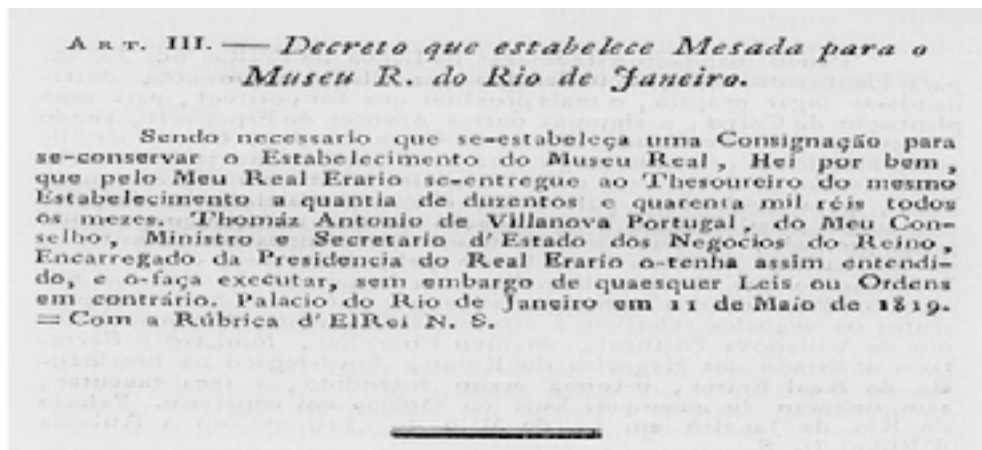 ART. III. — Decreto que estabelece Mesada para o
Museu R. do Rio de Janeiro.
Sendo necessario que se-estabeleça uma Consignação para
se-conservar o Estabelecimento do Museu Real, Hei por bem,
que pelo Meu Real Erario se-entregue ao Thesoureiro do mesmo
Estabelecimento a quantia de duzentos e quarenta mil réis todos
os mezes. Thomáz Antonio de Villanova Portugal, do Meu Con-
selho, Ministro e Secretario d'Estado dos Negocios do Reino,
Encarregado da Presidencia do Real Erario o-tenha assim entendi-
do, e o-faça executar, sem embargo de quaesquer Leis ou Ordens
em contrário. Palacio do Rio de Janeiro em 11 de Maio de 1819.
= Com a Rúbrica d'ElRei N. S.